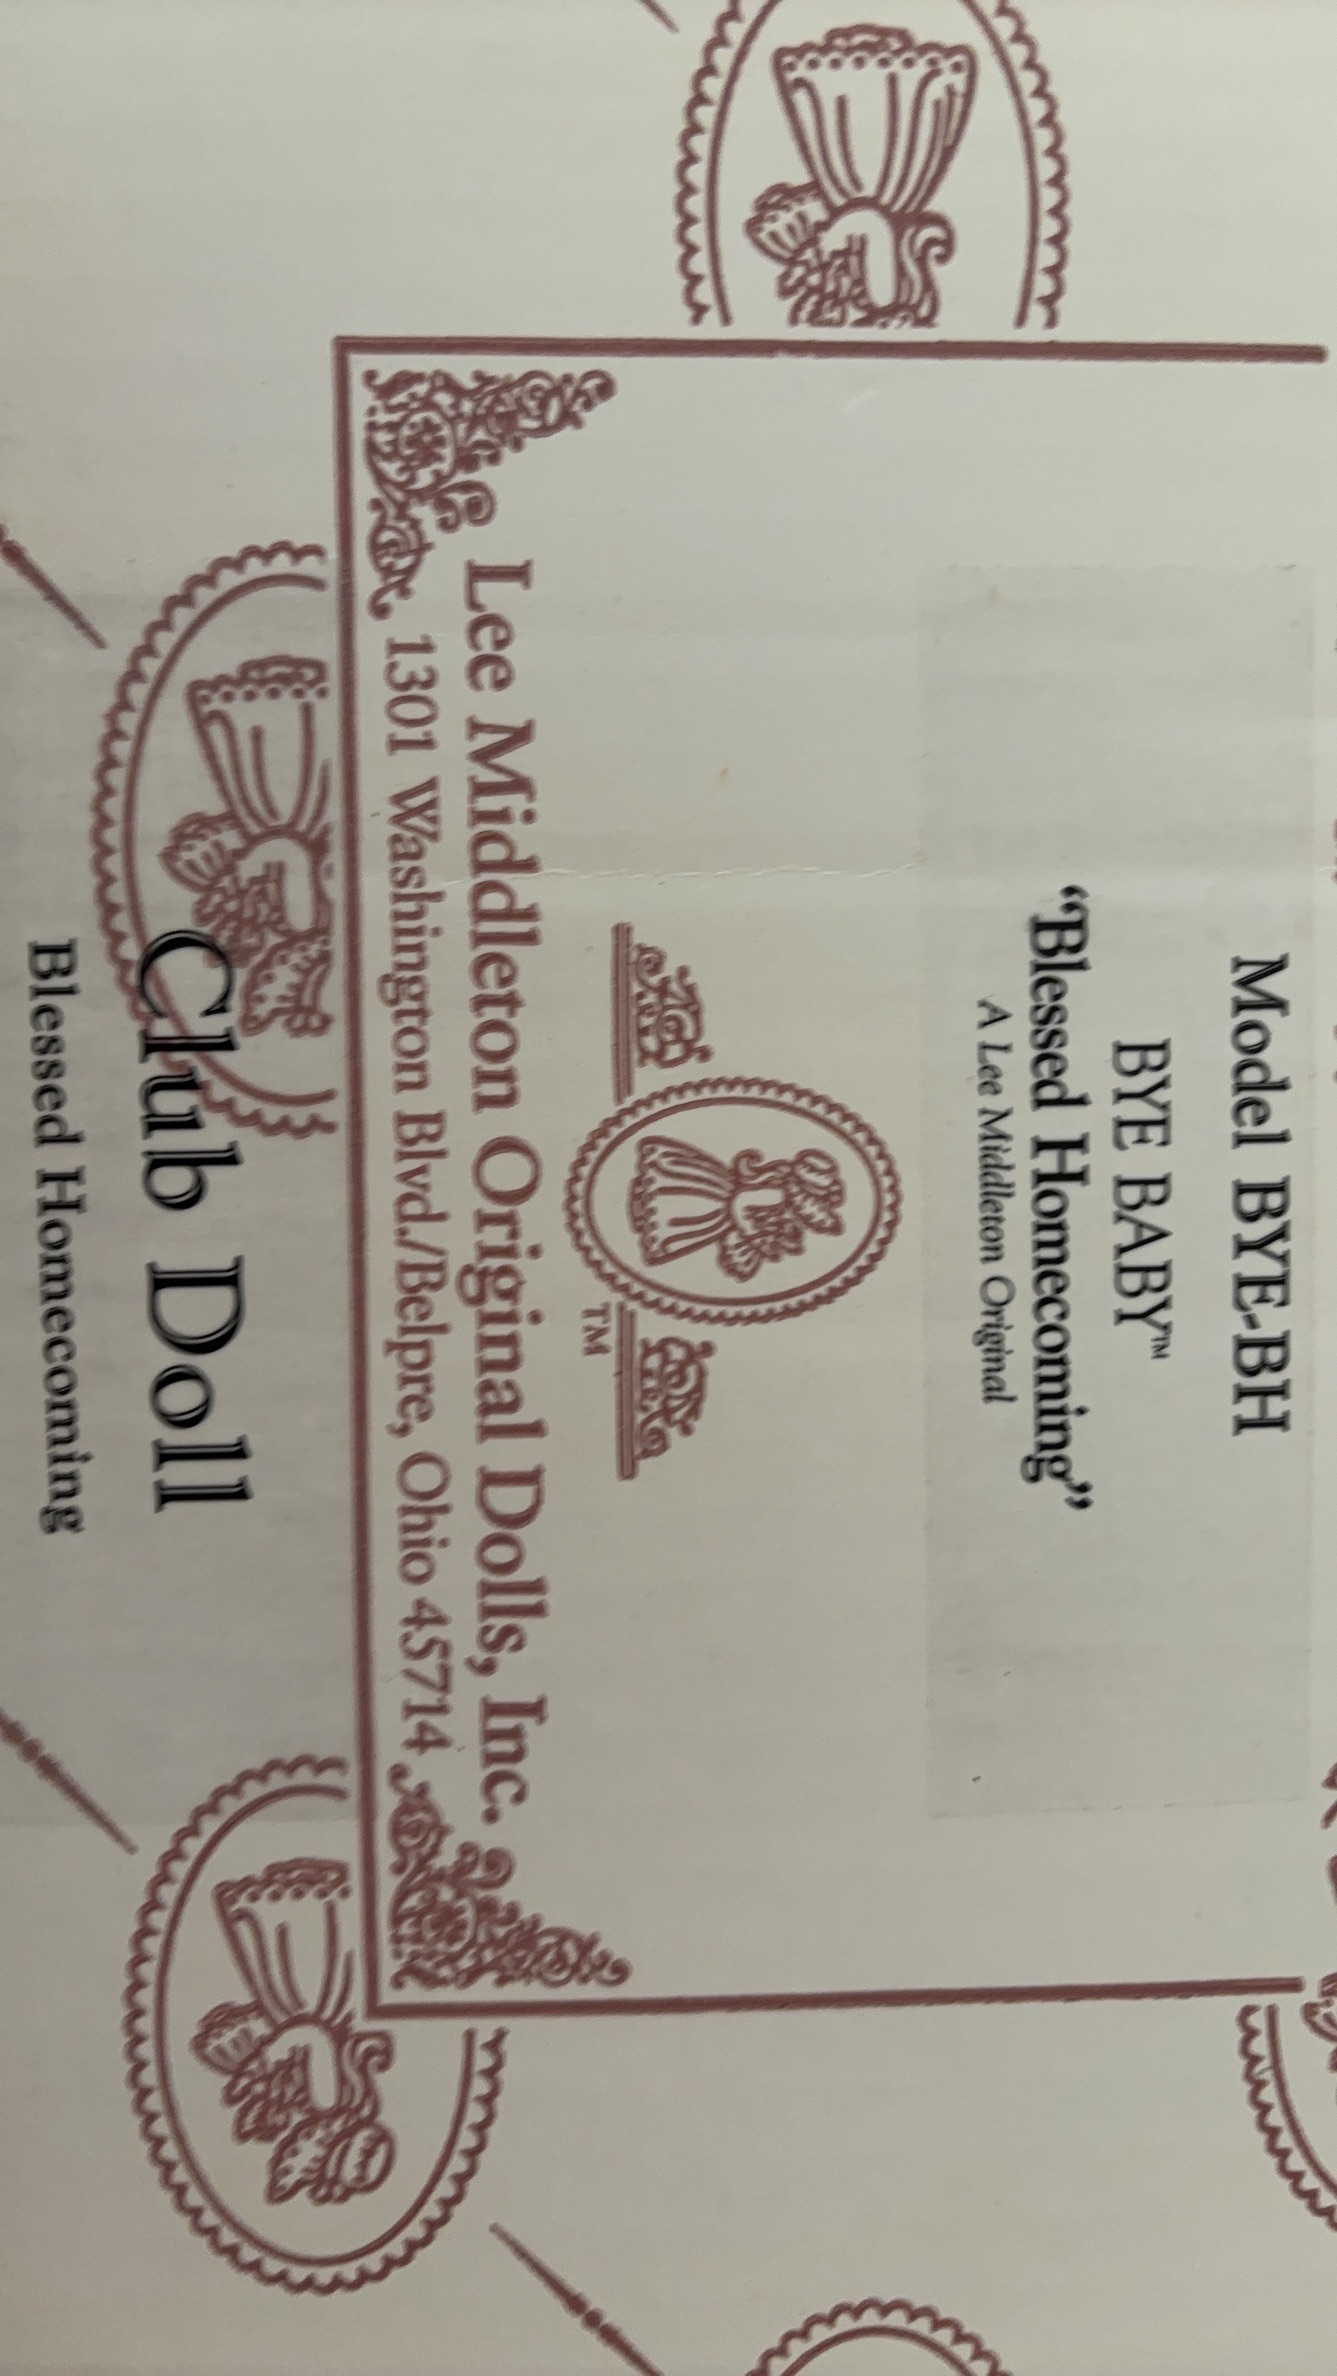 Model BYE-BH
BYE BABY™
“Blessed Homecoming”
A Lee Middleton Original
TM
Lee Middleton Original Dolls, Inc.
1301 Washington Blvd./Belpre, Ohio 45714
Club Doll
Blessed Homecoming